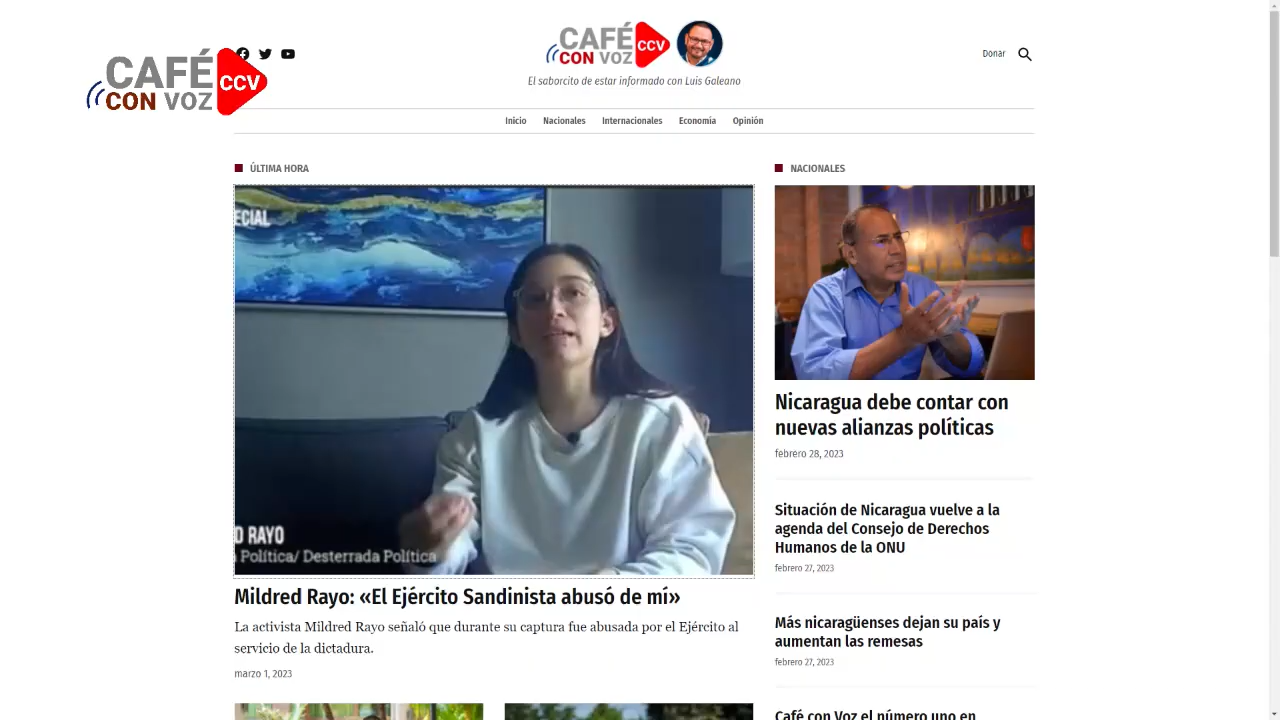 CAFÉ
CON VOZ
CCV
CAFÉ
CON VOZ
CCV
El saborcito de estar informado con Luis Galeano
Donar
Inicio
Nacionales
Internacionales
Economía
Opinión
ÚLTIMA HORA
ECIAL
O RAYO
Política/ Desterrada Política
Mildred Rayo: «El Ejército Sandinista abusó de mí»
La activista Mildred Rayo señaló que durante su captura fue abusada por el Ejército al
servicio de la dictadura.
marzo 1, 2023
NACIONALES
Nicaragua debe contar con
nuevas alianzas políticas
febrero 28, 2023
Situación de Nicaragua vuelve a la
agenda del Consejo de Derechos
Humanos de la ONU
febrero 27, 2023
Más nicaragüenses dejan su país y
aumentan las remesas
febrero 27, 2023
Café con Voz el número uno en